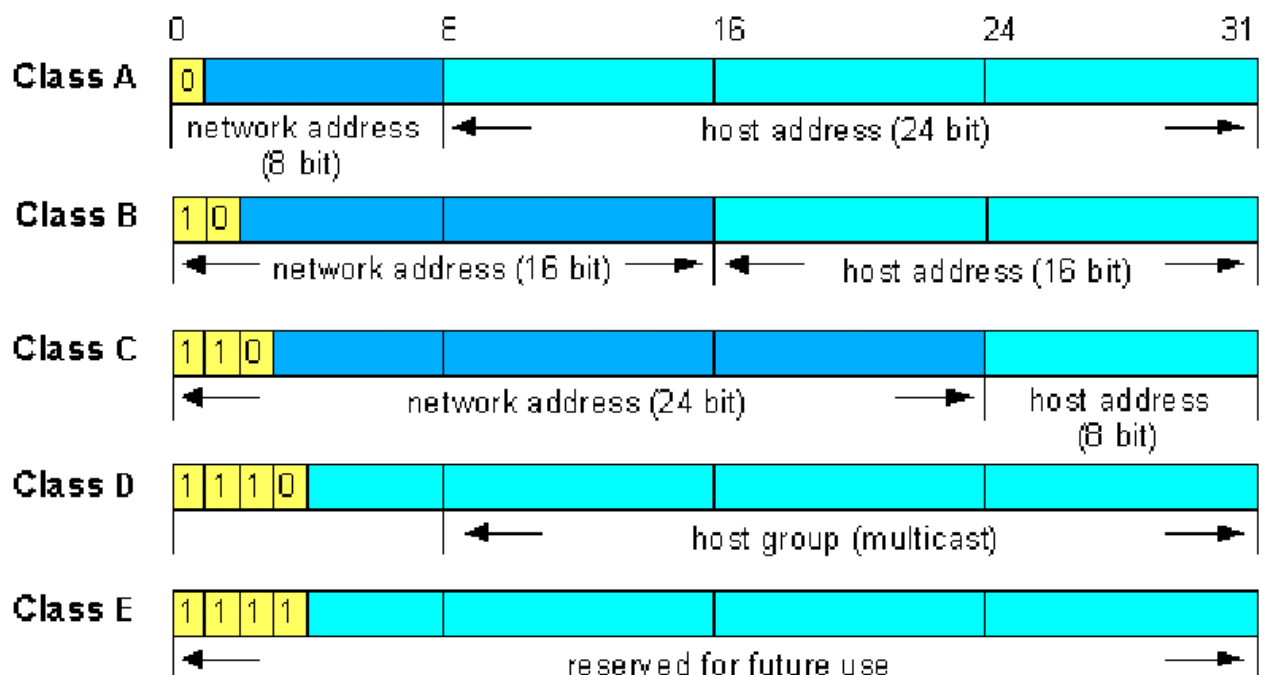 0 8 16 24 31
Class A 0
network address host address (24 bit)
(8 bit)
Class B 1 0
network address (16 bit) host address (16 bit)
Class C 1 1 0
network address (24 bit) host address
(8 bit)
Class D 1 1 1 0
host group (multicast)
Class E 1 1 1 1
reserved for future use